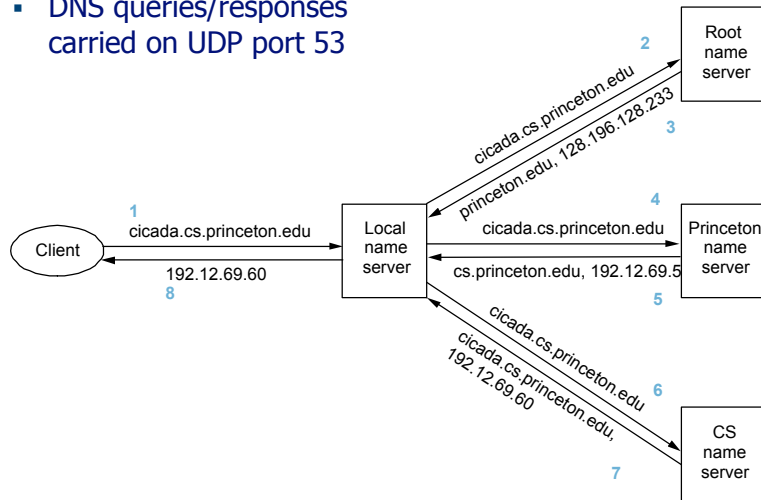 DNS queries/responses
carried on UDP port 53
2
Root
name
server
cicada.cs.princeton.edu
princeton.edu, 128.196.128.233
3
1
cicada.cs.princeton.edu
Client
192.12.69.60
8
Local
name
server
4
cicada.cs.princeton.edu
Princeton
name
server
cs.princeton.edu, 192.12.69.5
5
cicada.cs.princeton.edu
cicada.cs.princeton.edu,
192.12.69.60
6
7
CS
name
server